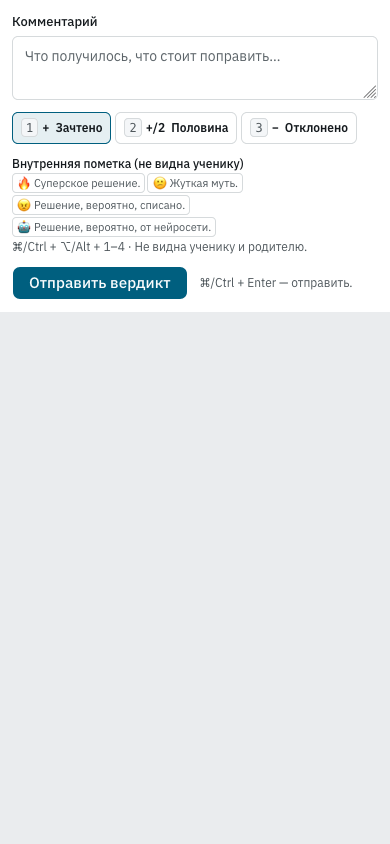 Комментарий
Что получилось, что стоит поправить...
1 + Зачтено 2 +/2 Половина 3 − Отклонено
Внутренняя пометка (не видна ученику)
🔥 Суперское решение. 😕 Жуткая муть.
😠 Решение, вероятно, списано.
🤖 Решение, вероятно, от нейросети.
⌘/Ctrl + ⌥/Alt + 1–4 · Не видна ученику и родителю.
Отправить вердикт ⌘/Ctrl + Enter — отправить.